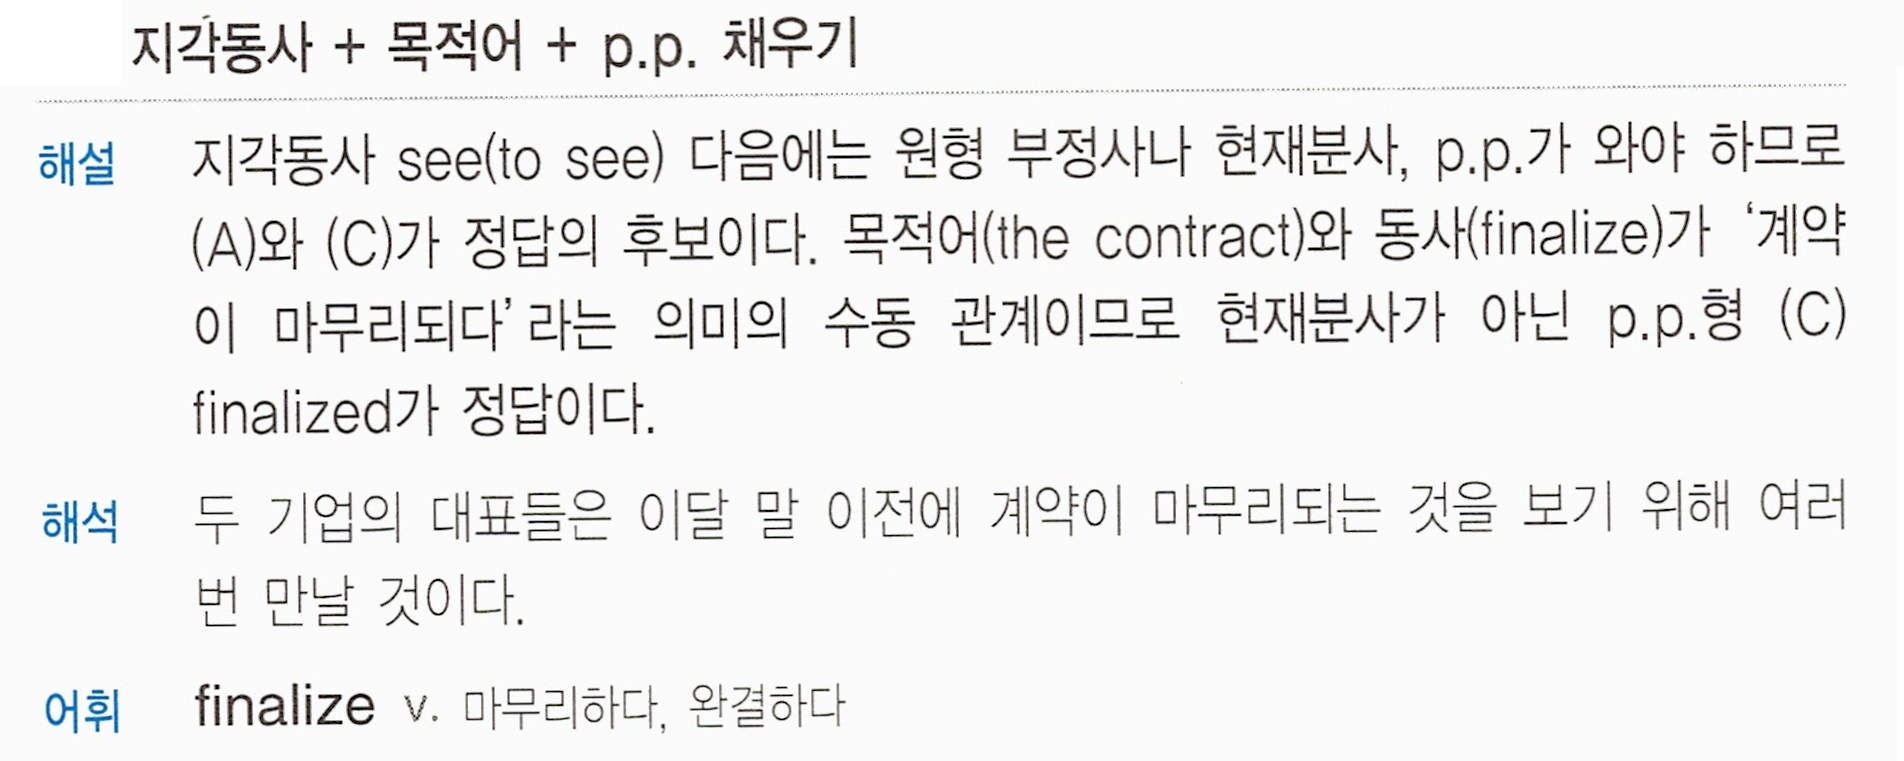 지각동사 + 목적어 + p.p. 채우기
해설 지각동사 see(to see) 다음에는 원형 부정사나 현재분사, p.p.가 와야 하므로
(A)와 (C)가 정답의 후보이다. 목적어(the contract)와 동사(finalize)가 ‘계약
이 마무리되다’라는 의미의 수동 관계이므로 현재분사가 아닌 p.p.형 (C)
finalized가 정답이다.
해석 두 기업의 대표들은 이달 말 이전에 계약이 마무리되는 것을 보기 위해 여러
번 만날 것이다.
어휘 finalize v. 마무리하다, 완결하다